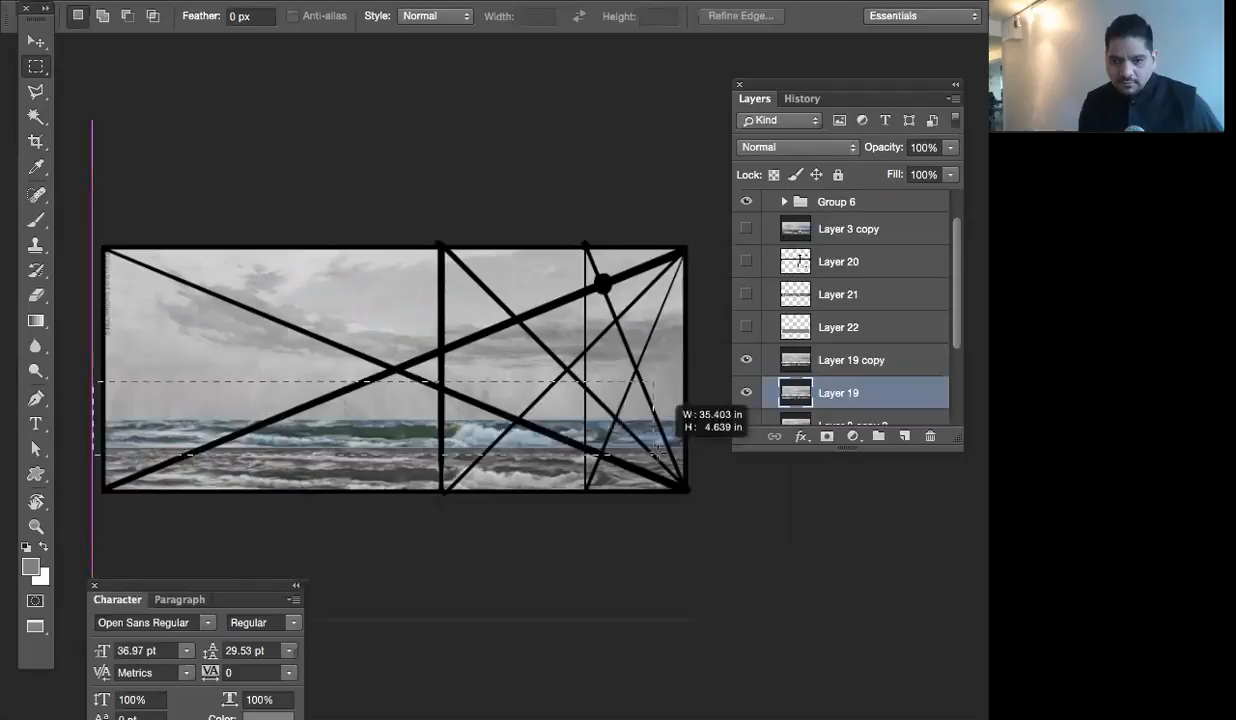 Feather: 0 px Anti-alias Style: Normal Width: Height: Refine Edge... Essentials
Layers History
Kind
Normal Opacity: 100%
Lock: Fill: 100%
Group 6
Layer 3 copy
Layer 20
Layer 21
Layer 22
Layer 19 copy
Layer 19
W: 35.403 in
H: 4.639 in
Character Paragraph
Open Sans Regular Regular
36.97 pt 29.53 pt
Metrics 0
100% 100%
0 pt Color: